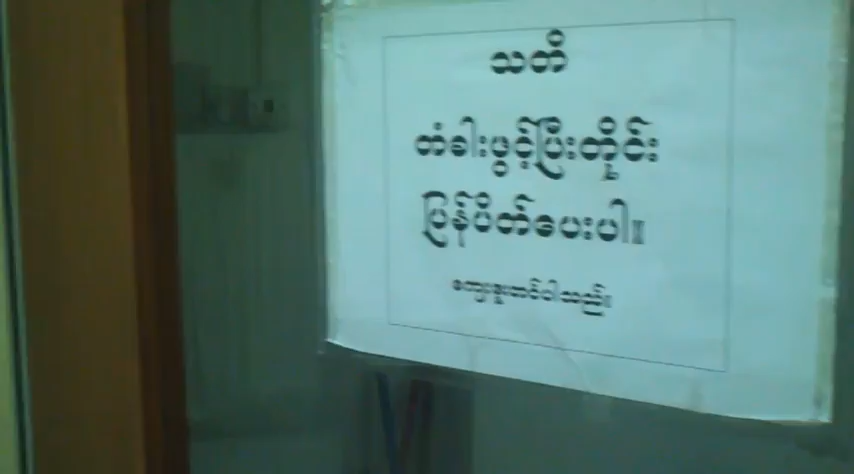 သတိ
တံခါးဖွင့်ပြီးတိုင်း
ပြန်ပိတ်ပေးပါ။
ကျေးဇူးတင်ပါသည်။